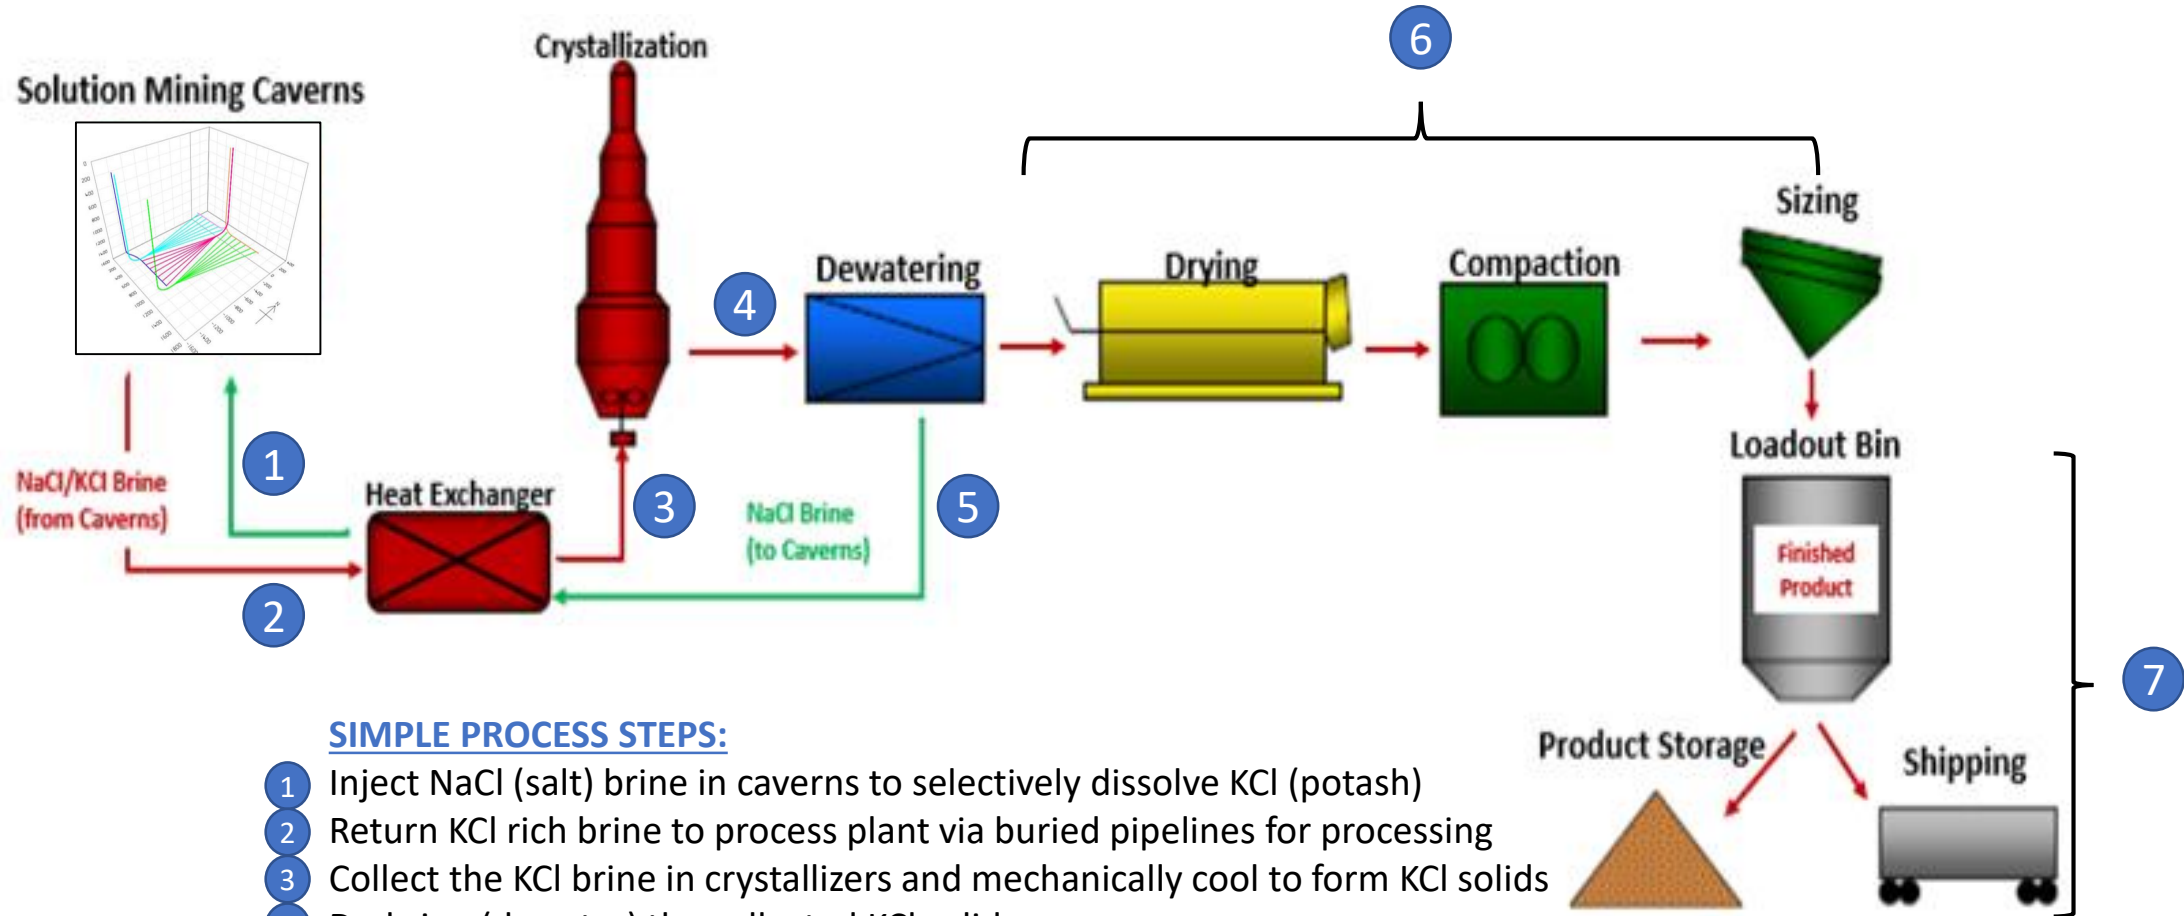 6
Crystallization
Solution Mining Caverns
Sizing
Dewatering
Drying
Compaction
4
Loadout Bin
1
NaCl/KCl Brine
(from Caverns)
Heat Exchanger
3
NaCl Brine
(to Caverns)
5
Finished
Product
2
7
SIMPLE PROCESS STEPS:
Product Storage
Shipping
1 Inject NaCl (salt) brine in caverns to selectively dissolve KCl (potash)
2 Return KCl rich brine to process plant via buried pipelines for processing
3 Collect the KCl brine in crystallizers and mechanically cool to form KCl solids